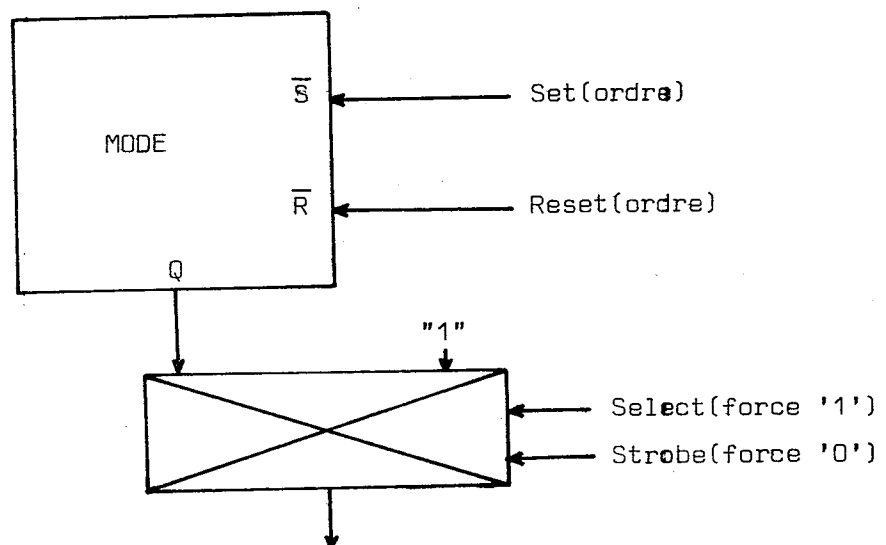 S̅
Set(ordre)
MODE
R̅
Reset(ordre)
Q
"1"
Select(force '1')
Strobe(force '0')